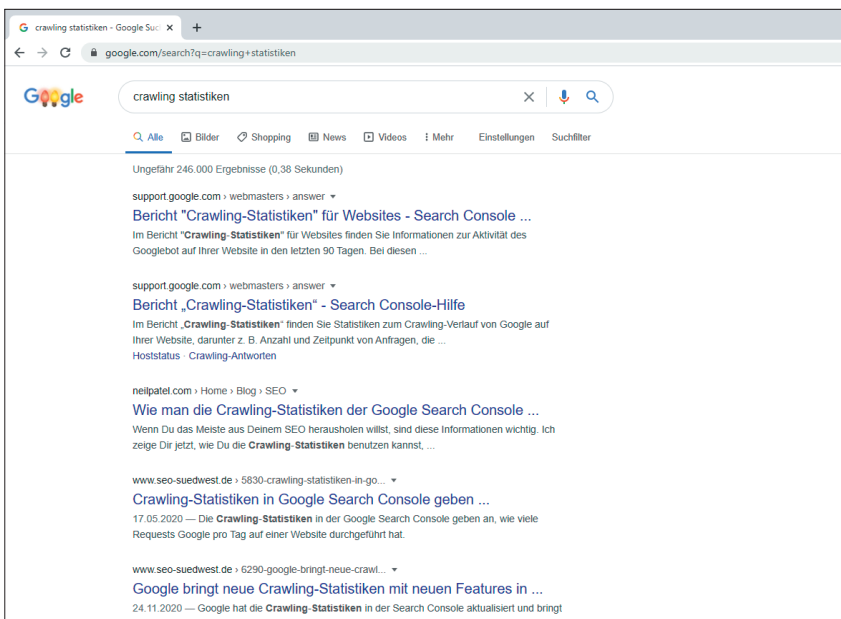 crawling statistiken - Google Suc
google.com/search?q=crawling+statistiken
Google
crawling statistiken
Alle Bilder Shopping News Videos Mehr Einstellungen Suchfilter
Ungefähr 246.000 Ergebnisse (0,38 Sekunden)
support.google.com › webmasters › answer
Bericht "Crawling-Statistiken" für Websites - Search Console ...
Im Bericht "Crawling-Statistiken" für Websites finden Sie Informationen zur Aktivität des
Googlebot auf Ihrer Website in den letzten 90 Tagen. Bei diesen ...
support.google.com › webmasters › answer
Bericht „Crawling-Statistiken“ - Search Console-Hilfe
Im Bericht „Crawling-Statistiken“ finden Sie Statistiken zum Crawling-Verlauf von Google auf
Ihrer Website, darunter z. B. Anzahl und Zeitpunkt von Anfragen, die ...
Hoststatus · Crawling-Antworten
neilpatel.com › Home › Blog › SEO
Wie man die Crawling-Statistiken der Google Search Console ...
Wenn Du das Meiste aus Deinem SEO herausholen willst, sind diese Informationen wichtig. Ich
zeige Dir jetzt, wie Du die Crawling-Statistiken benutzen kannst, ...
www.seo-suedwest.de › 5830-crawling-statistiken-in-go...
Crawling-Statistiken in Google Search Console geben ...
17.05.2020 — Die Crawling-Statistiken in der Google Search Console geben an, wie viele
Requests Google pro Tag auf einer Website durchgeführt hat.
www.seo-suedwest.de › 6290-google-bringt-neue-crawl...
Google bringt neue Crawling-Statistiken mit neuen Features in ...
24.11.2020 — Google hat die Crawling-Statistiken in der Search Console aktualisiert und bringt